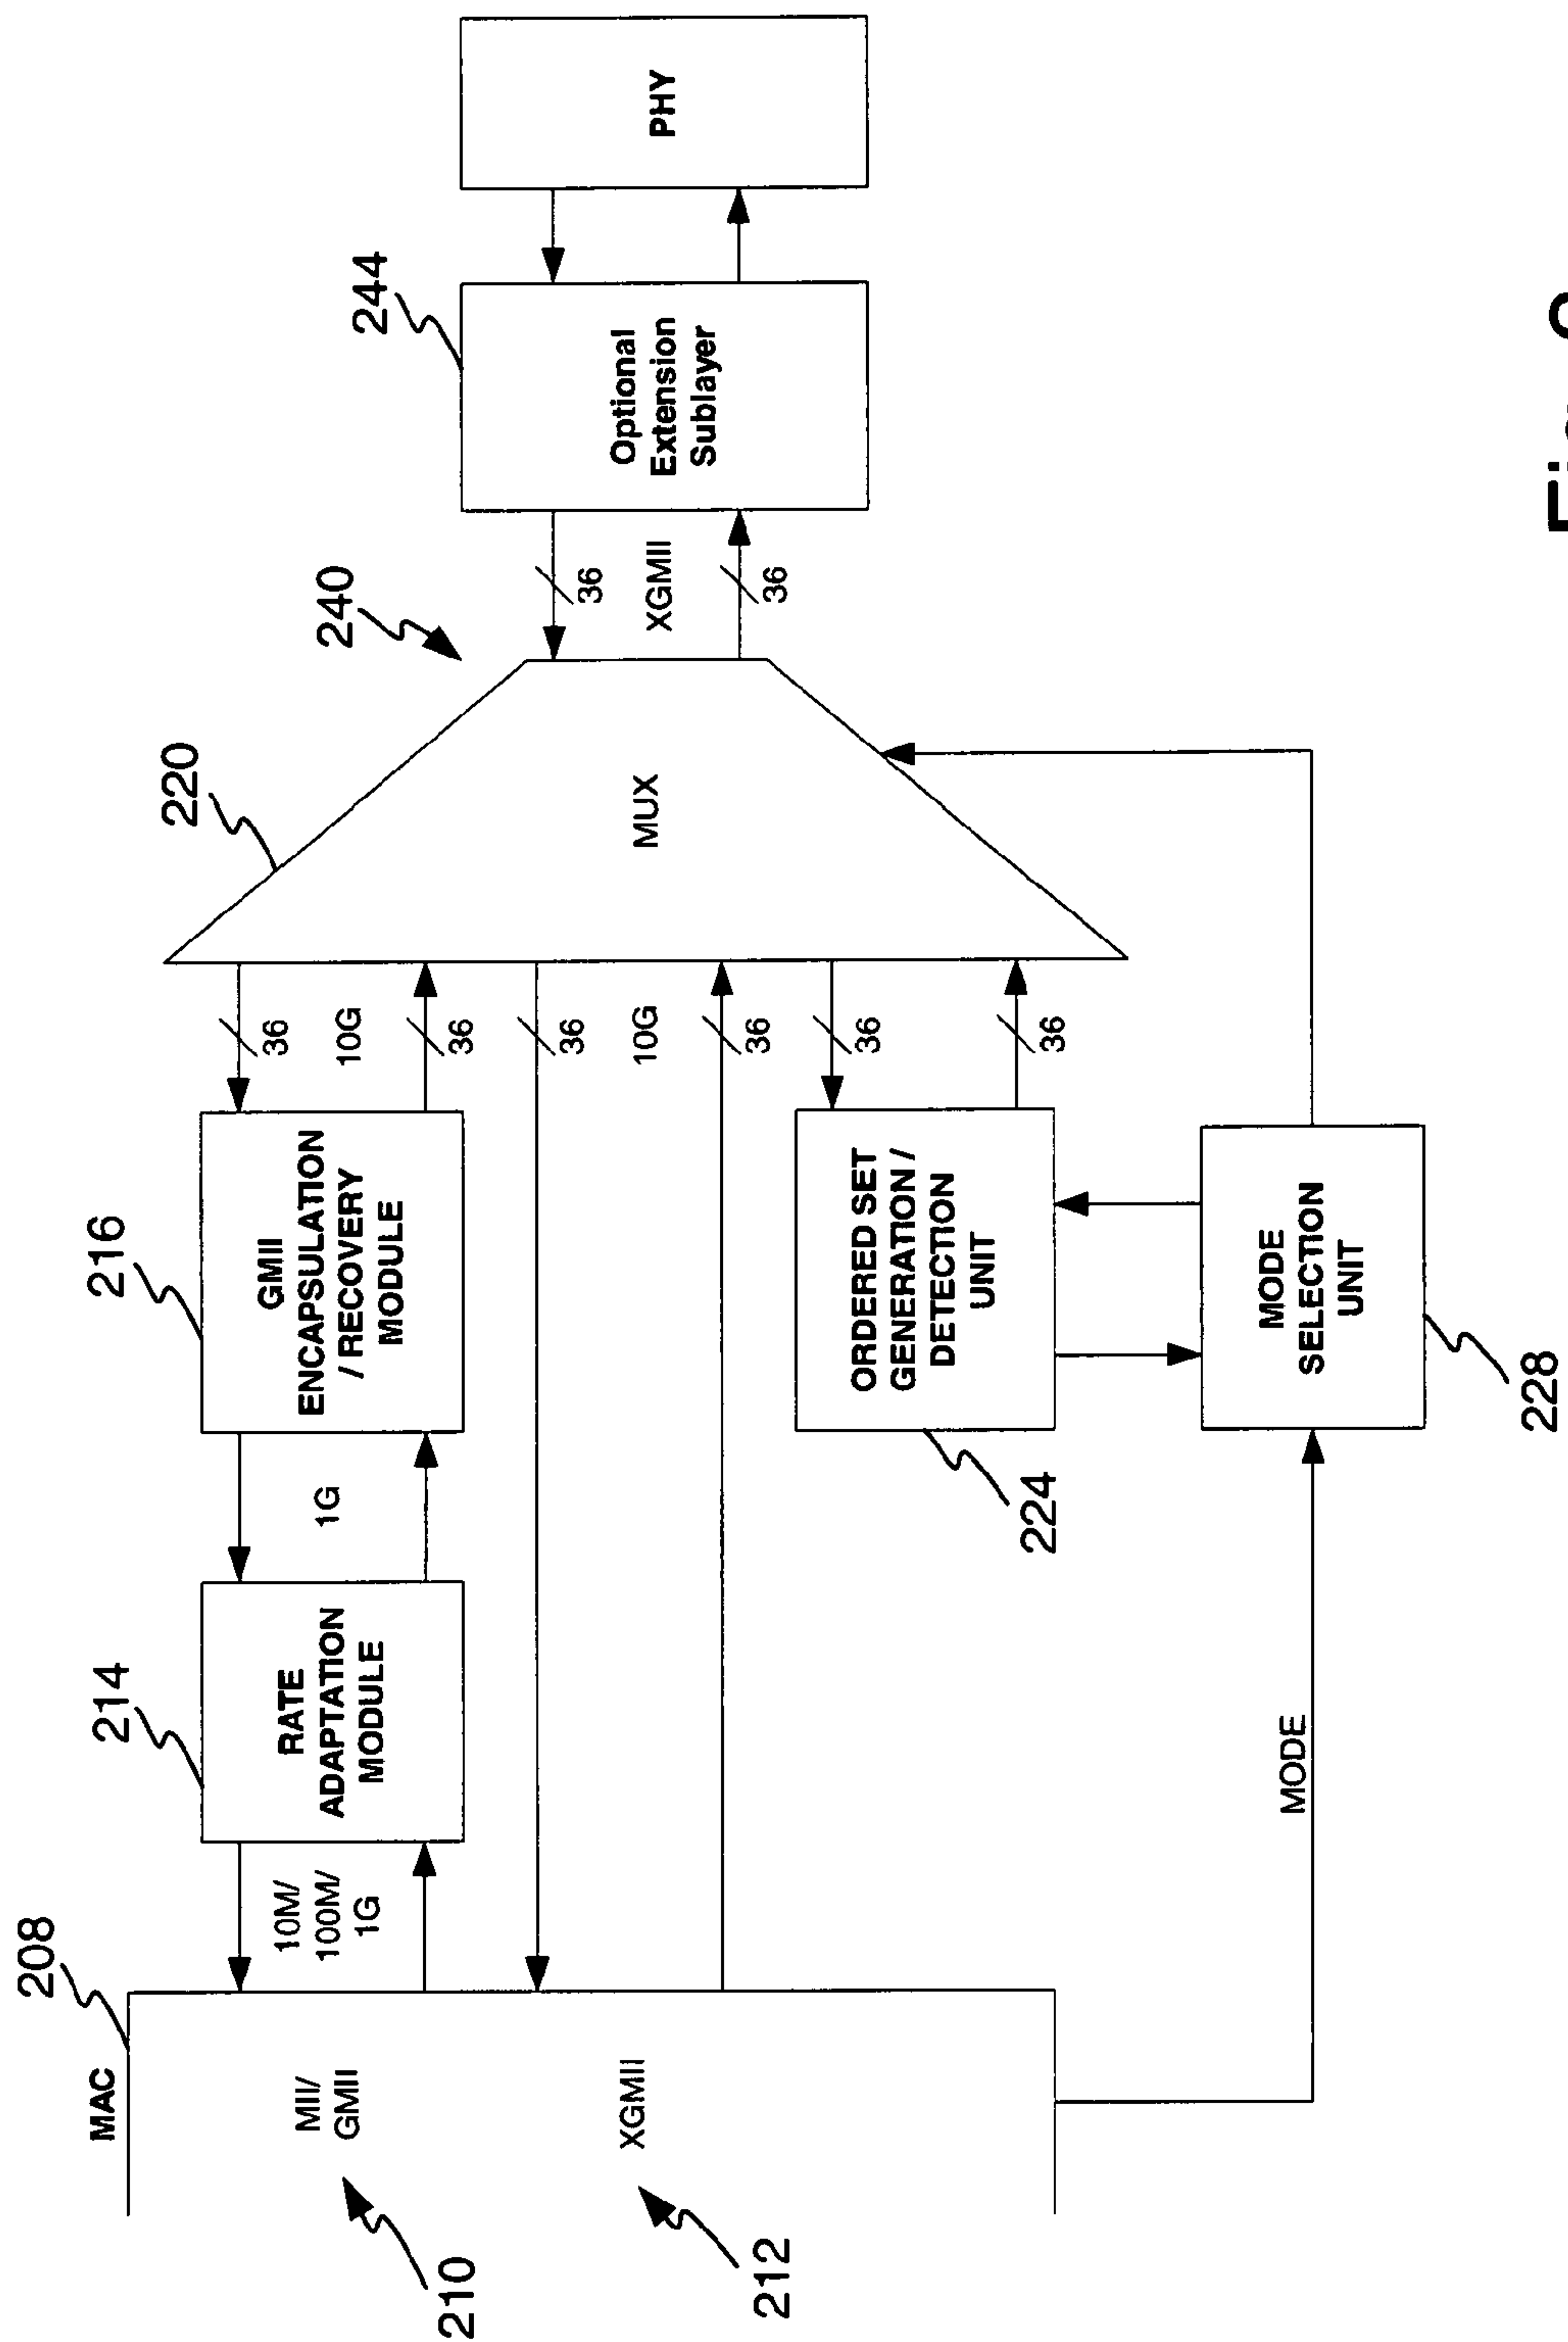 208
MAC
MII/
GMII
210
XGMII
212
10M/
100M/
1G
214
RATE
ADAPTATION
MODULE
1G
216
GMII
ENCAPSULATION
/ RECOVERY
MODULE
36
10G
36
36
10G
36
36
36
220
MUX
240
36
XGMII
36
244
Optional
Extension
Sublayer
PHY
ORDERED SET
GENERATION /
DETECTION
UNIT
224
MODE
SELECTION
UNIT
228
MODE